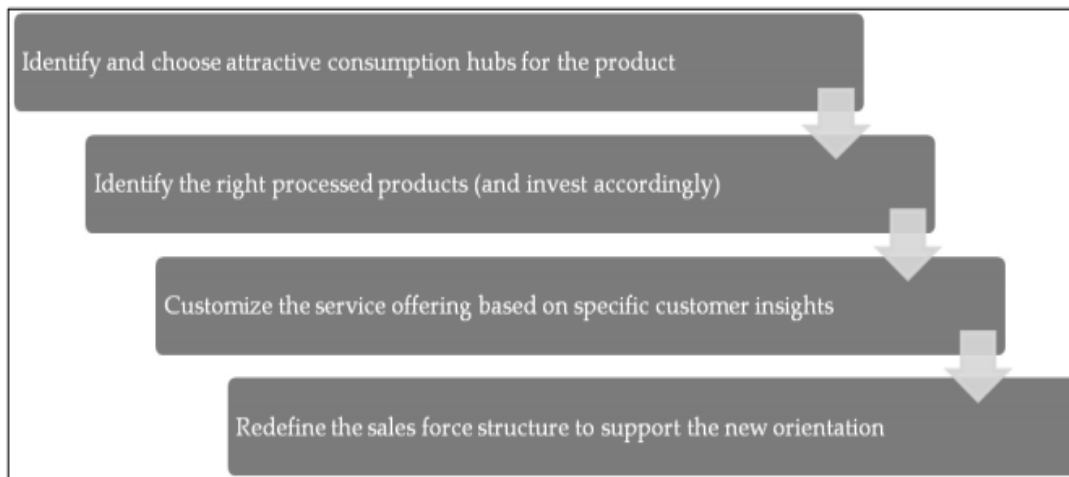 Identify and choose attractive consumption hubs for the product
Identify the right processed products (and invest accordingly)
Customize the service offering based on specific customer insights
Redefine the sales force structure to support the new orientation